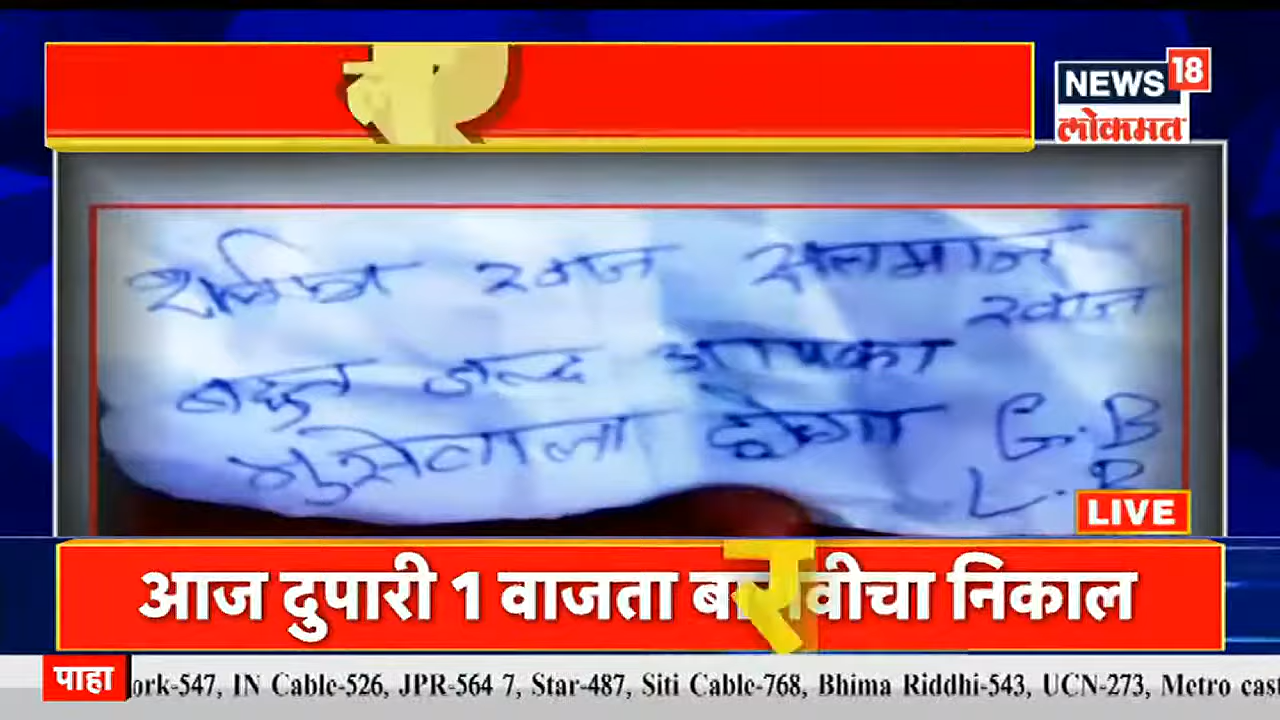 NEWS 18
लोकमत
सलमान
खान
बहुत जल्द आपका
मुसेवाला होगा G.B
L.B
LIVE
आज दुपारी 1 वाजता निकाल
पाहा
ork-547, IN Cable-526, JPR-564 7, Star-487, Siti Cable-768, Bhima Riddhi-543, UCN-273, Metro cast